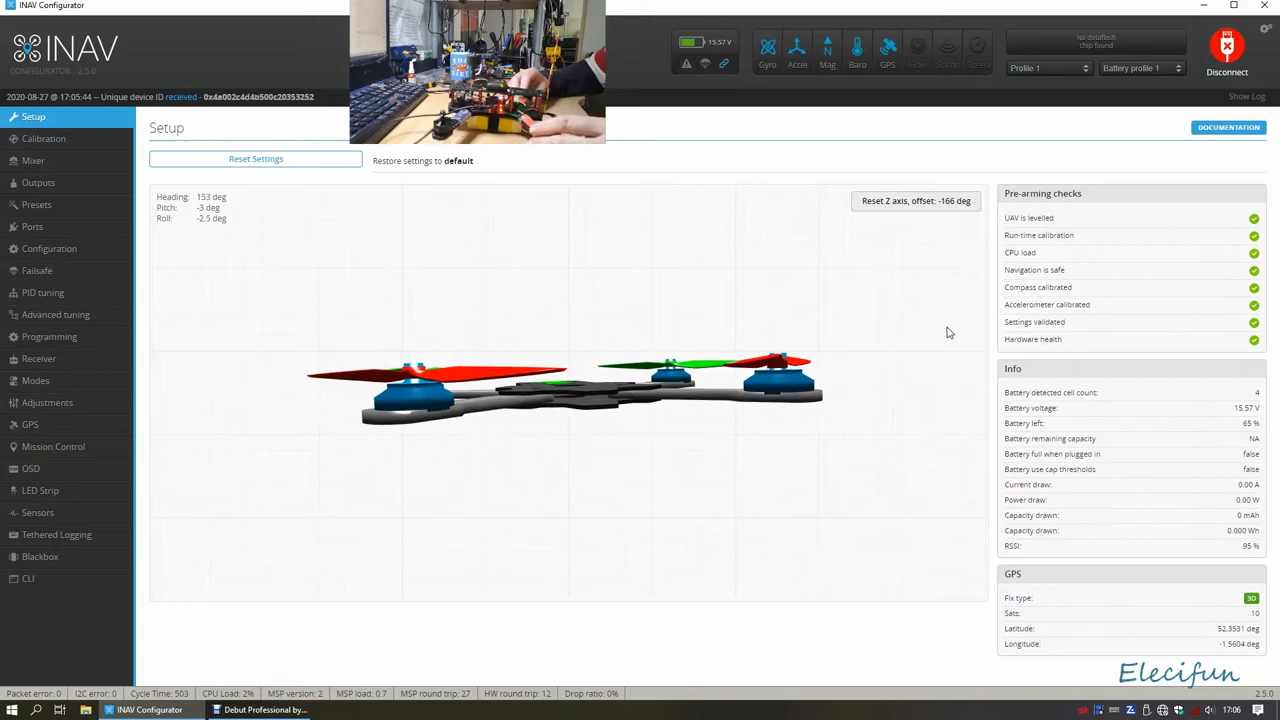 INAV Configurator
INAV
CONFIGURATOR 2.5.0
15.57 V
Gyro
Accel
Mag
Baro
GPS
Flow
Sonar
Speed
No dataflash
chip found
Profile 1
Battery profile 1
Disconnect
2020-08-27 @ 17:05:44 -- Unique device ID received - 0x4a002c4d4b500c20353252
Show Log
Setup
Calibration
Mixer
Outputs
Presets
Ports
Configuration
Failsafe
PID tuning
Advanced tuning
Programming
Receiver
Modes
Adjustments
GPS
Mission Control
OSD
LED Strip
Sensors
Tethered Logging
Blackbox
CLI
Setup
DOCUMENTATION
Reset Settings
Restore settings to default
Heading: 153 deg
Pitch: -3 deg
Roll: -2.5 deg
Reset Z axis, offset: -166 deg
Pre-arming checks
UAV is levelled
Run-time calibration
CPU load
Navigation is safe
Compass calibrated
Accelerometer calibrated
Settings validated
Hardware health
Info
Battery detected cell count: 4
Battery voltage: 15.57 V
Battery left: 65 %
Battery remaining capacity NA
Battery full when plugged in false
Battery use cap thresholds false
Current draw: 0.00 A
Power draw: 0.00 W
Capacity drawn: 0 mAh
Capacity drawn: 0.000 Wh
RSSI: 95 %
GPS
Fix type: 3D
Sats: 10
Latitude: 52.3531 deg
Longitude: -1.5604 deg
Elecifun
Packet error: 0
I2C error: 0
Cycle Time: 503
CPU Load: 2%
MSP version: 2
MSP load: 0.7
MSP round trip: 27
HW round trip: 12
Drop ratio: 0%
2.5.0
INAV Configurator
Debut Professional by...
17:06